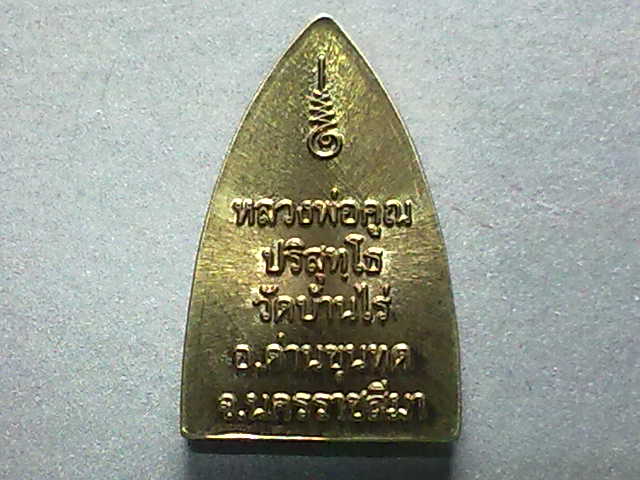 หลวงพ่อคูณ
ปริสุทฺโธ
วัดบ้านไร่
อ.ด่านขุนทด
จ.นครราชสีมา